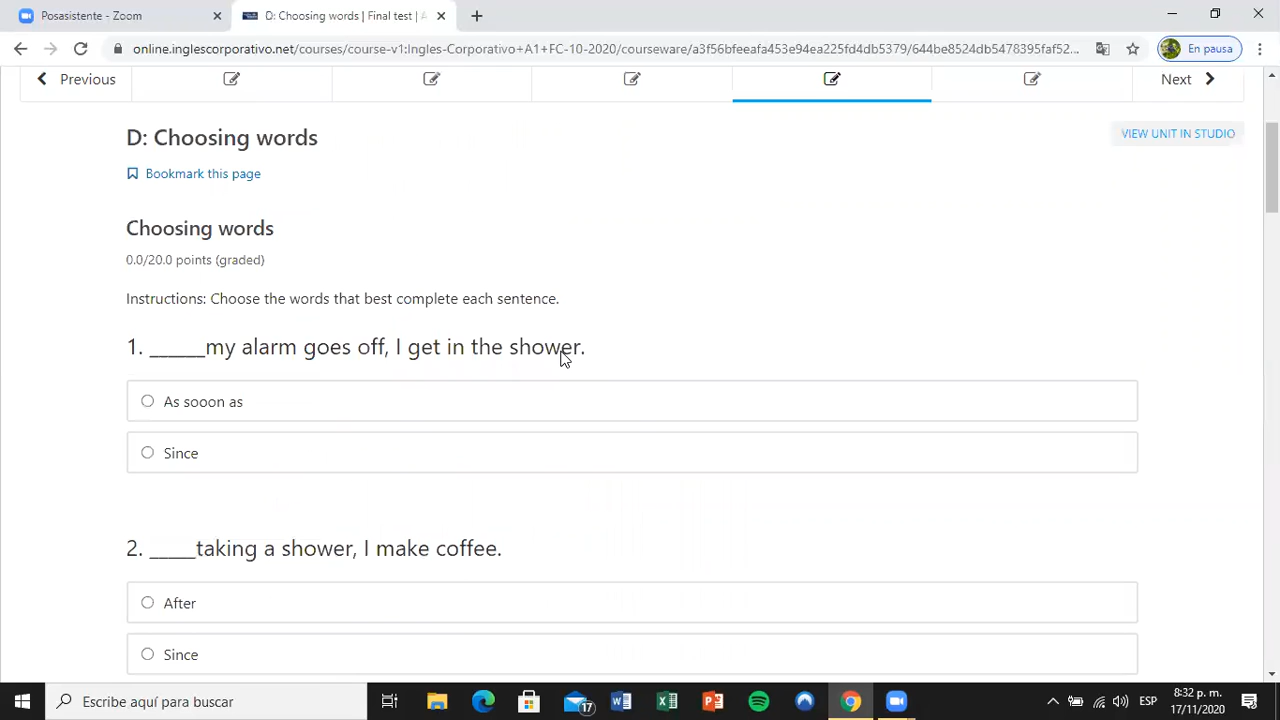 Posasistente - Zoom
D: Choosing words | Final test |
online.inglescorporativo.net/courses/course-v1:Ingles-Corporativo+A1+FC-10-2020/courseware/a3f56bfeeafa453e94ea225fd4db5379/644be8524db5478395faf52...
En pausa
Previous
Next
D: Choosing words
VIEW UNIT IN STUDIO
Bookmark this page
Choosing words
0.0/20.0 points (graded)
Instructions: Choose the words that best complete each sentence.
1. ______my alarm goes off, I get in the shower.
As sooon as
Since
2. _____taking a shower, I make coffee.
After
Since
Escribe aquí para buscar
17
ESP
8:32 p. m.
17/11/2020